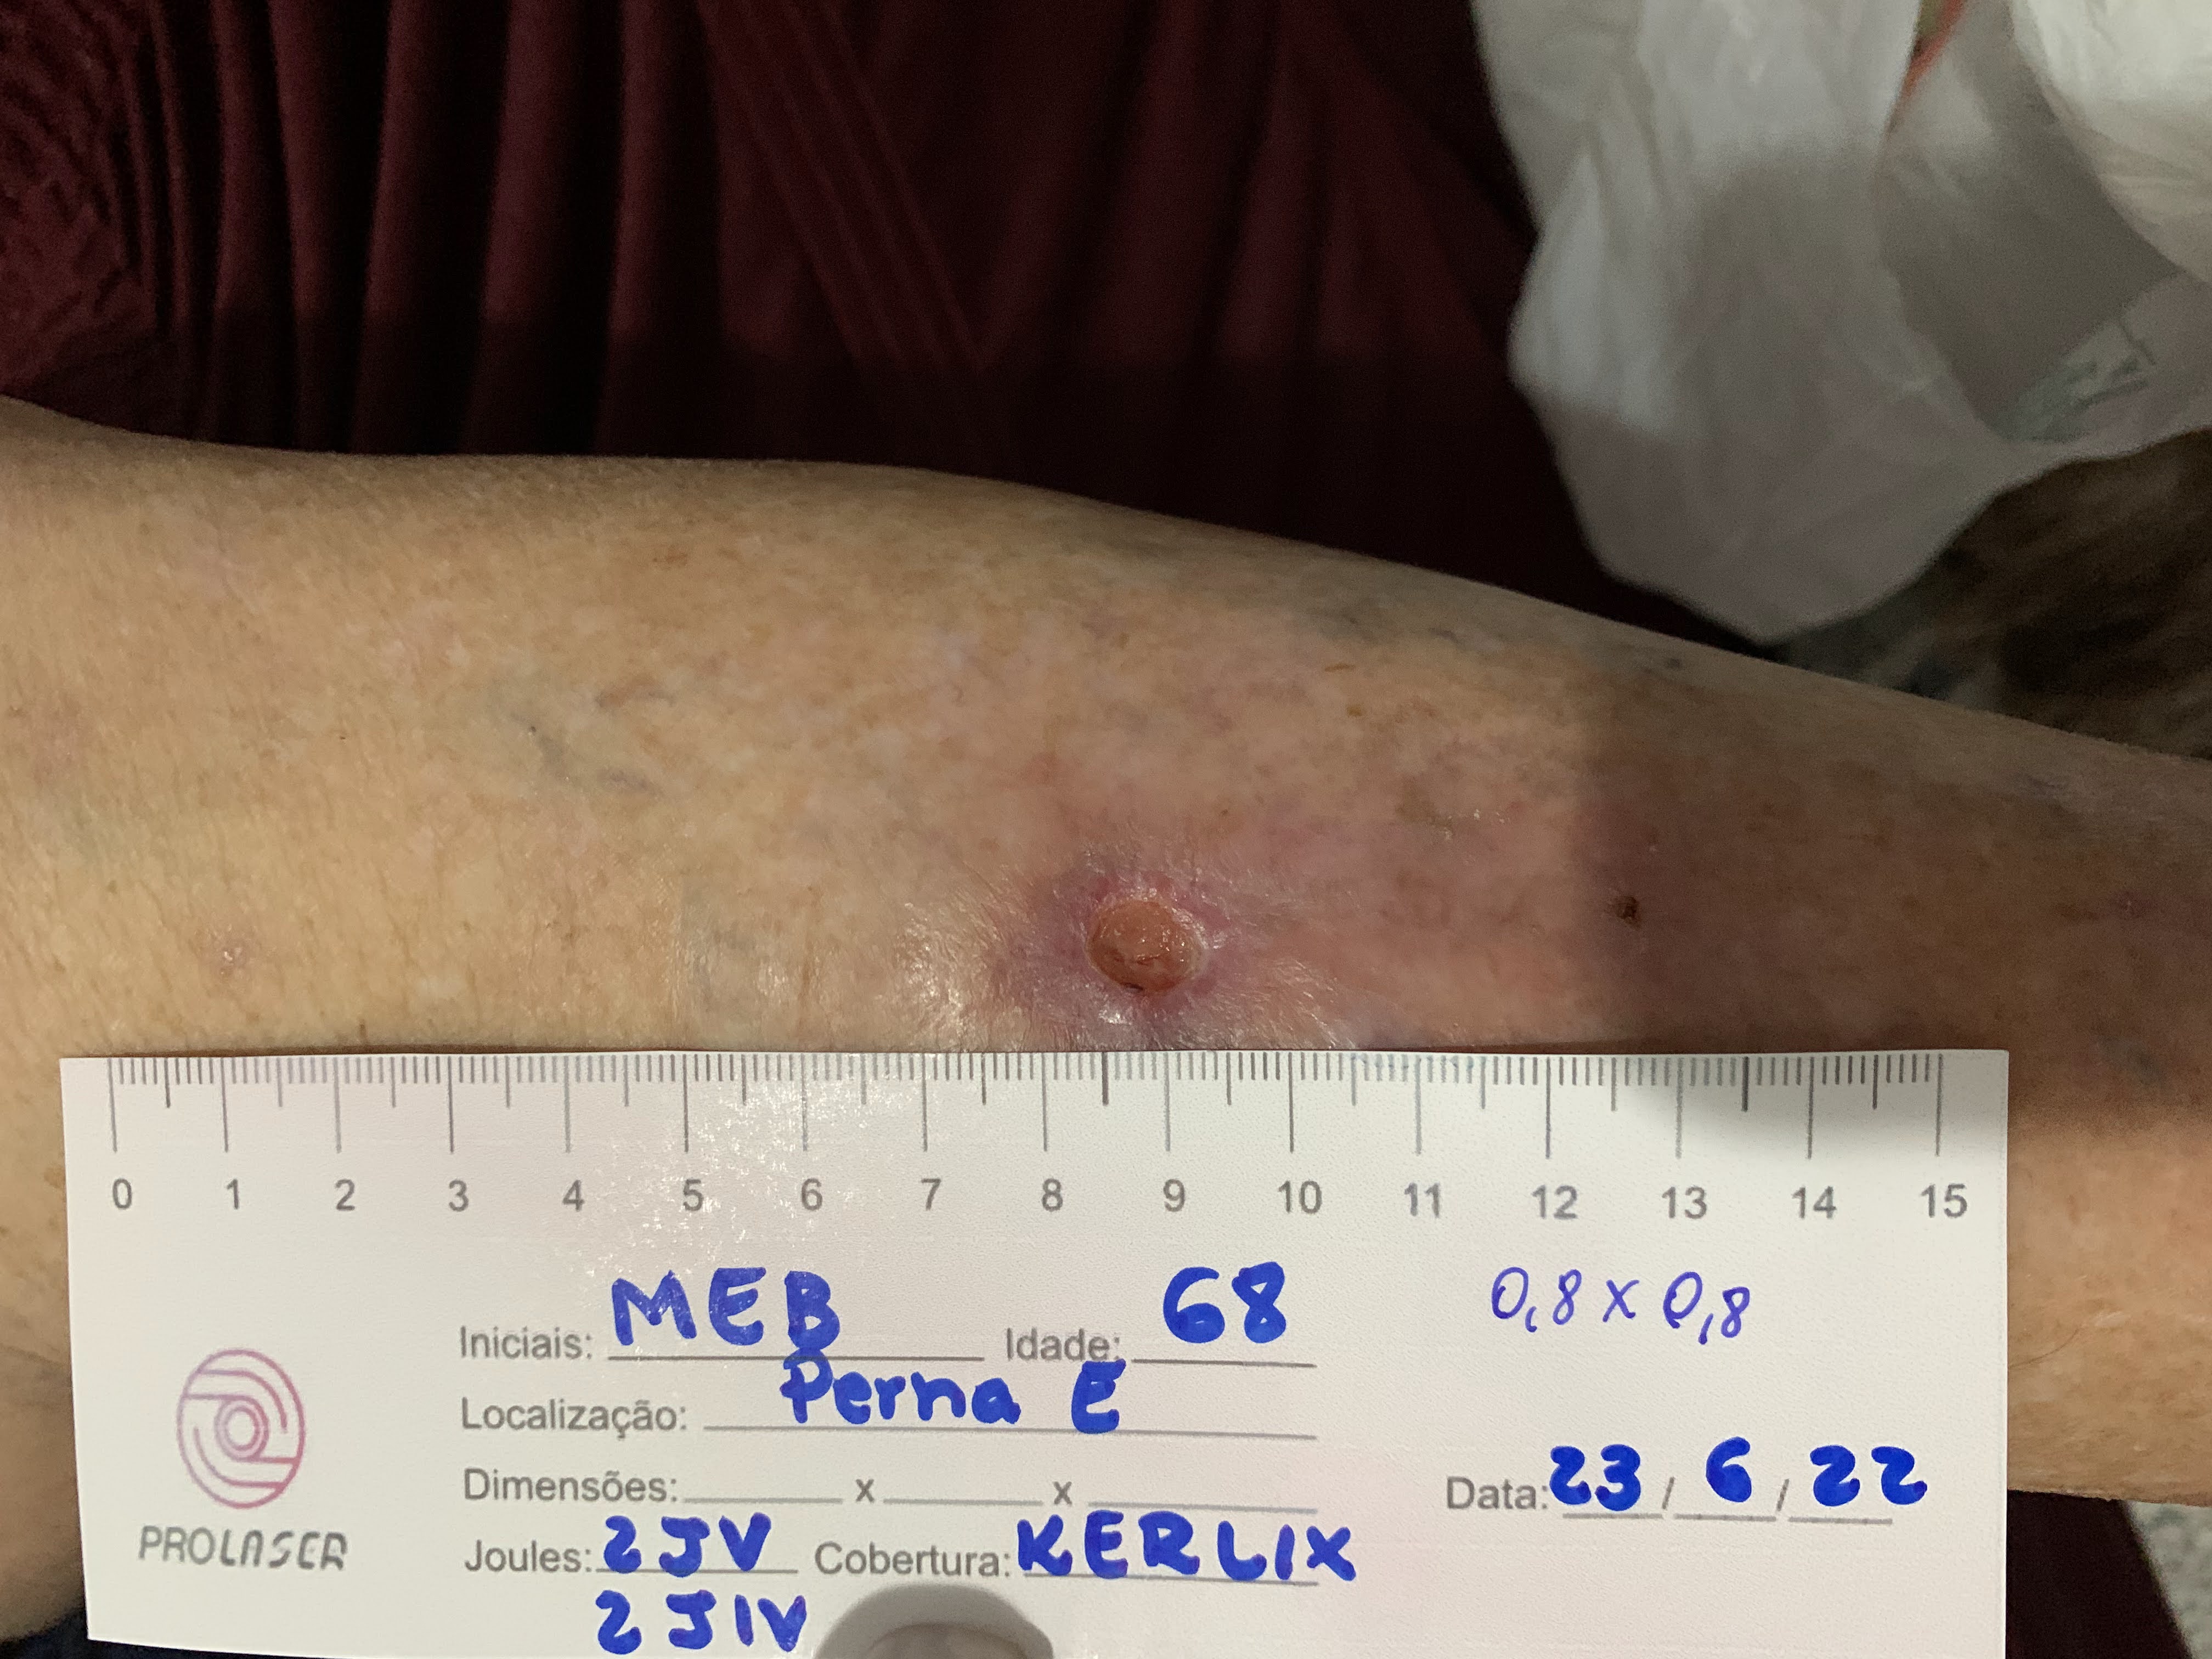 0 1 2 3 4 5 6 7 8 9 10 11 12 13 14 15
Iniciais: MEB Idade: 68 0,8 x 0,8
Localização: Perna E
Dimensões: x x Data: 23 / 6 / 22
PROLASER Joules: 2JV Cobertura: KERLIX
2JIV